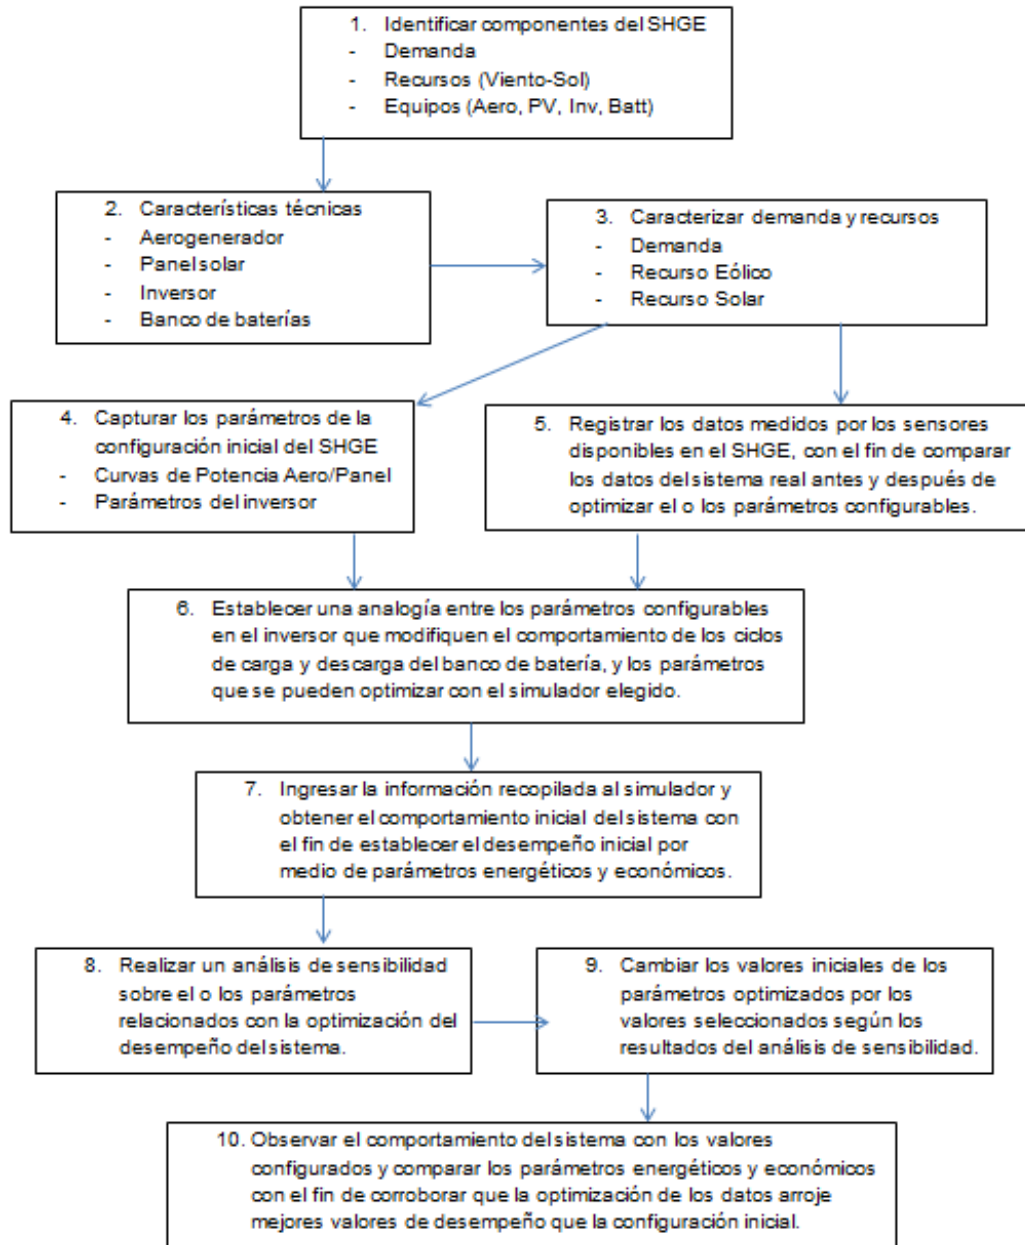 1. Identificar componentes del SHGE
- Demanda
- Recursos (Viento-Sol)
- Equipos (Aero, PV, Inv, Batt)
2. Características técnicas
- Aerogenerador
- Panel solar
- Inversor
- Banco de baterías
3. Caracterizar demanda y recursos
- Demanda
- Recurso Eólico
- Recurso Solar
4. Capturar los parámetros de la
configuración inicial del SHGE
- Curvas de Potencia Aero/Panel
- Parámetros del inversor
5. Registrar los datos medidos por los sensores
disponibles en el SHGE, con el fin de comparar
los datos del sistema real antes y después de
optimizar el o los parámetros configurables.
6. Establecer una analogía entre los parámetros configurables
en el inversor que modifiquen el comportamiento de los ciclos
de carga y descarga del banco de batería, y los parámetros
que se pueden optimizar con el simulador elegido.
7. Ingresar la información recopilada al simulador y
obtener el comportamiento inicial del sistema con
el fin de establecer el desempeño inicial por
medio de parámetros energéticos y económicos.
8. Realizar un análisis de sensibilidad
sobre el o los parámetros
relacionados con la optimización del
desempeño del sistema.
9. Cambiar los valores iniciales de los
parámetros optimizados por los
valores seleccionados según los
resultados del análisis de sensibilidad.
10. Observar el comportamiento del sistema con los valores
configurados y comparar los parámetros energéticos y económicos
con el fin de corroborar que la optimización de los datos arroje
mejores valores de desempeño que la configuración inicial.